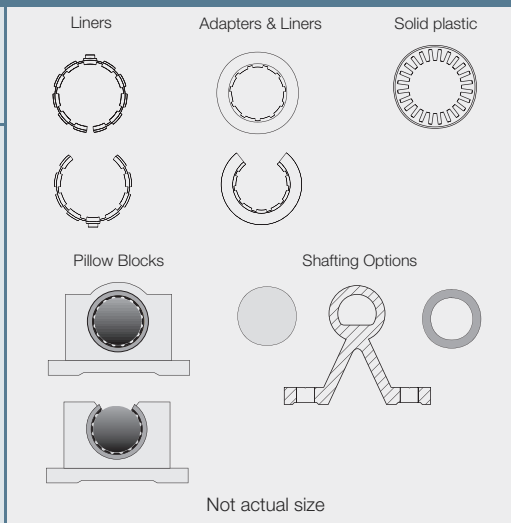 Liners
Adapters & Liners
Solid plastic
Pillow Blocks
Shafting Options
Not actual size